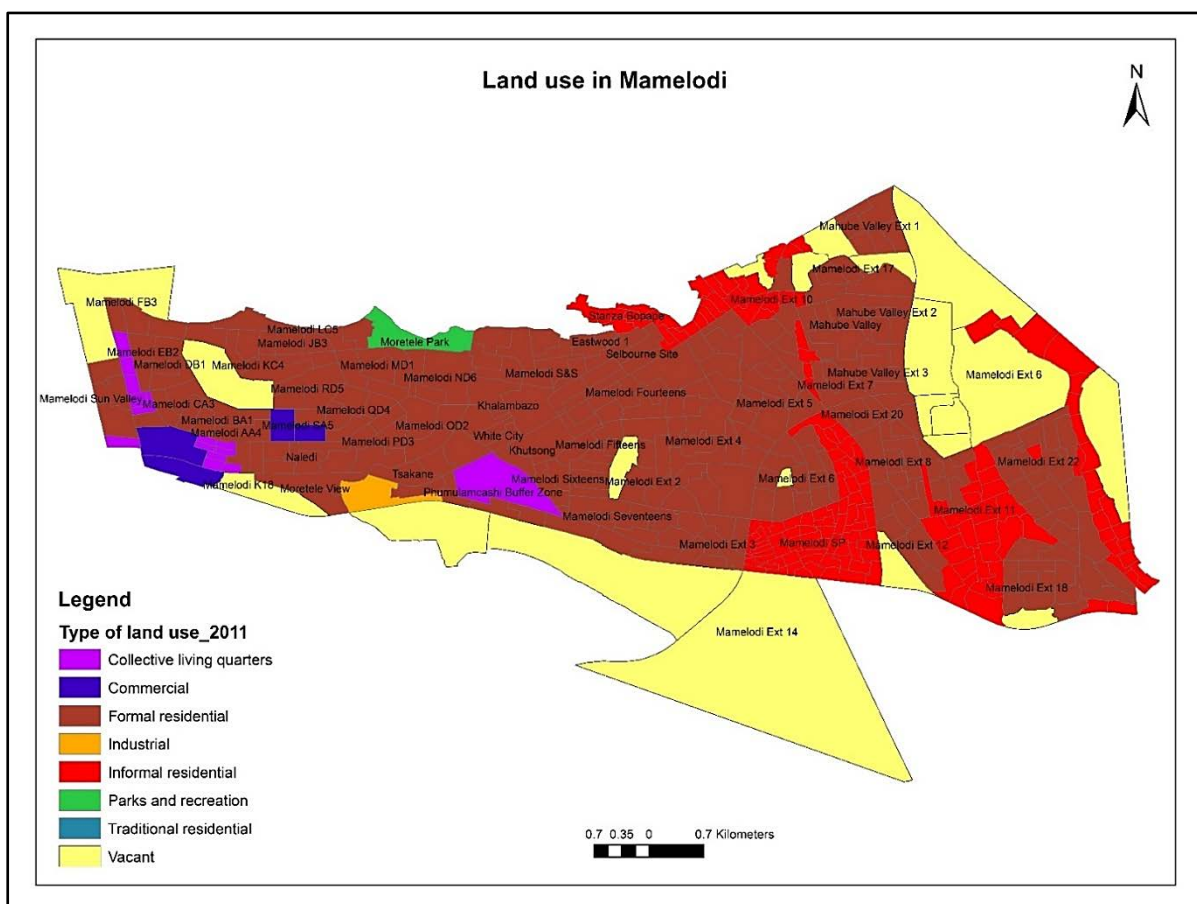 Land use in Mamelodi
N
Mahube Valley Ext 1
Mamelodi Ext 17
Mamelodi FB3
Mamelodi Ext 10
Stanza Bopape
Mahube Valley Ext 2
Mahube Valley
Mamelodi LC5
Mamelodi JB3
Moretele Park
Eastwood 1
Selbourne Site
Mamelodi EB2
Mamelodi DB1
Mamelodi KC4
Mamelodi MD1
Mamelodi ND6
Mamelodi S&S
Mahube Valley Ext 3
Mamelodi Ext 6
Mamelodi Ext 7
Mamelodi RD5
Mamelodi Fourteens
Mamelodi Sun Valley
Mamelodi CA3
Mamelodi QD4
Khalambazo
Mamelodi Ext 5
Mamelodi Ext 20
Mamelodi BA1
Mamelodi SA5
Mamelodi QD2
Mamelodi AA4
Mamelodi PD3
White City
Mamelodi Fifteens
Mamelodi Ext 4
Naledi
Khutsong
Mamelodi Ext 8
Mamelodi Ext 22
Tsakane
Mamelodi Sixteens
Mamelodi Ext 2
Mamelodi Ext 6
Mamelodi K18
Moretele View
Phumulamcashi Buffer Zone
Mamelodi Ext 11
Mamelodi Seventeens
Mamelodi Ext 3
Mamelodi SP
Mamelodi Ext 12
Mamelodi Ext 18
Mamelodi Ext 14
Legend
Type of land use_2011
Collective living quarters
Commercial
Formal residential
Industrial
Informal residential
Parks and recreation
Traditional residential
Vacant
0.7 0.35 0 0.7 Kilometers